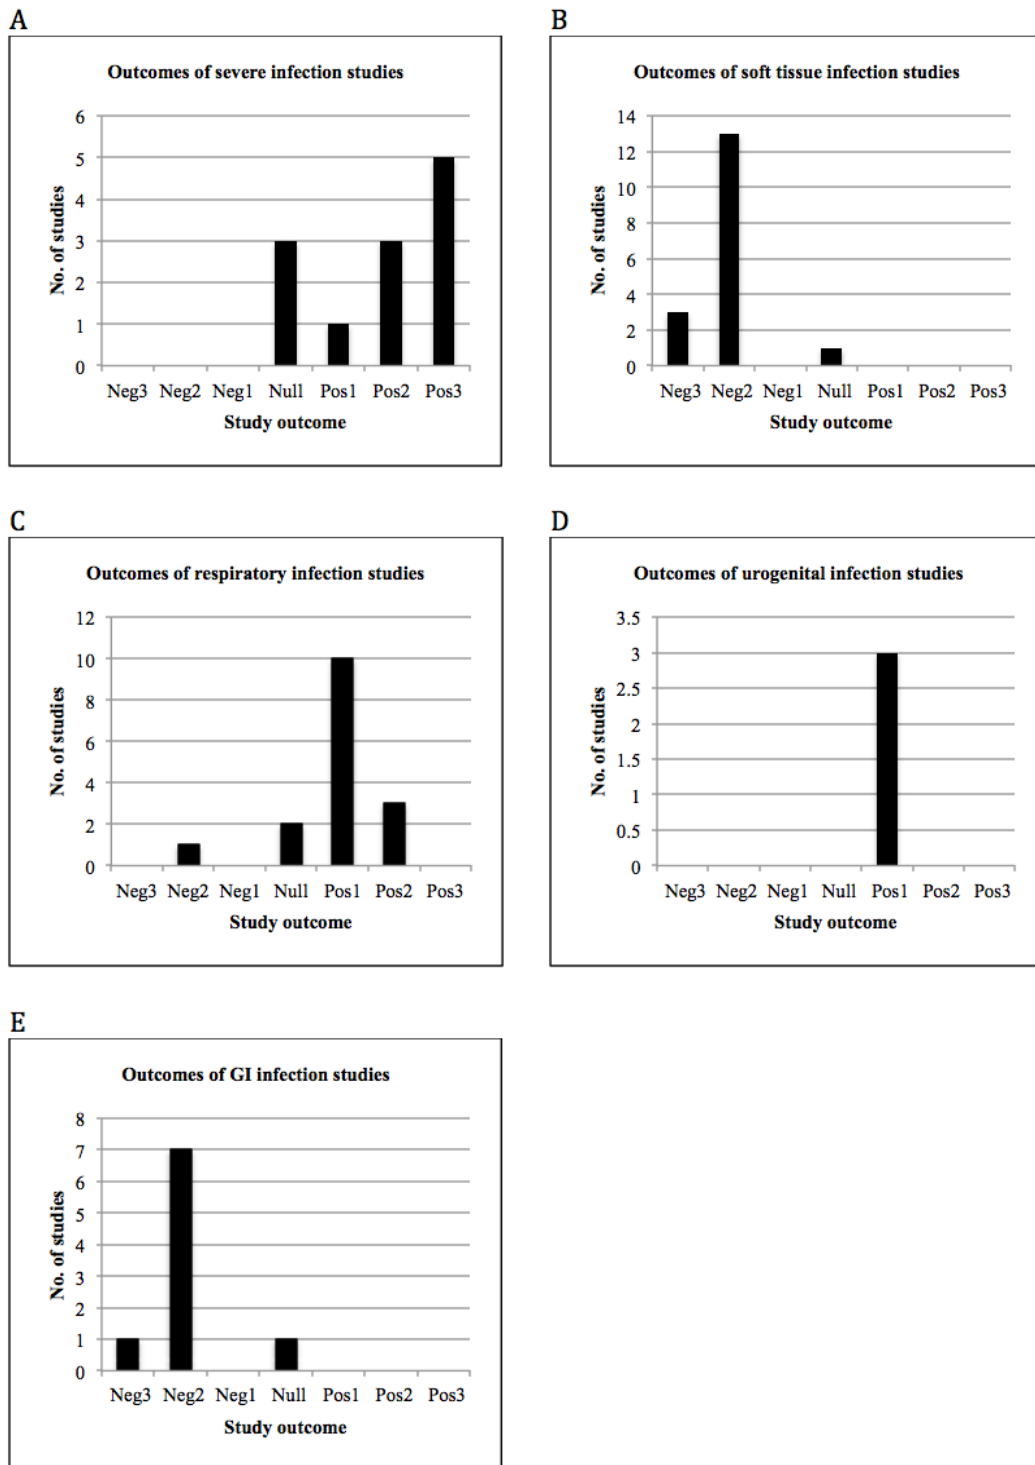 A
Outcomes of severe infection studies
6
5
4
3
2
1
0
No. of studies
Neg3 Neg2 Neg1 Null Pos1 Pos2 Pos3
Study outcome
B
Outcomes of soft tissue infection studies
14
12
10
8
6
4
2
0
No. of studies
Neg3 Neg2 Neg1 Null Pos1 Pos2 Pos3
Study outcome
C
Outcomes of respiratory infection studies
12
10
8
6
4
2
0
No. of studies
Neg3 Neg2 Neg1 Null Pos1 Pos2 Pos3
Study outcome
D
Outcomes of urogenital infection studies
3.5
3
2.5
2
1.5
1
0.5
0
No. of studies
Neg3 Neg2 Neg1 Null Pos1 Pos2 Pos3
Study outcome
E
Outcomes of GI infection studies
8
7
6
5
4
3
2
1
0
No. of studies
Neg3 Neg2 Neg1 Null Pos1 Pos2 Pos3
Study outcome